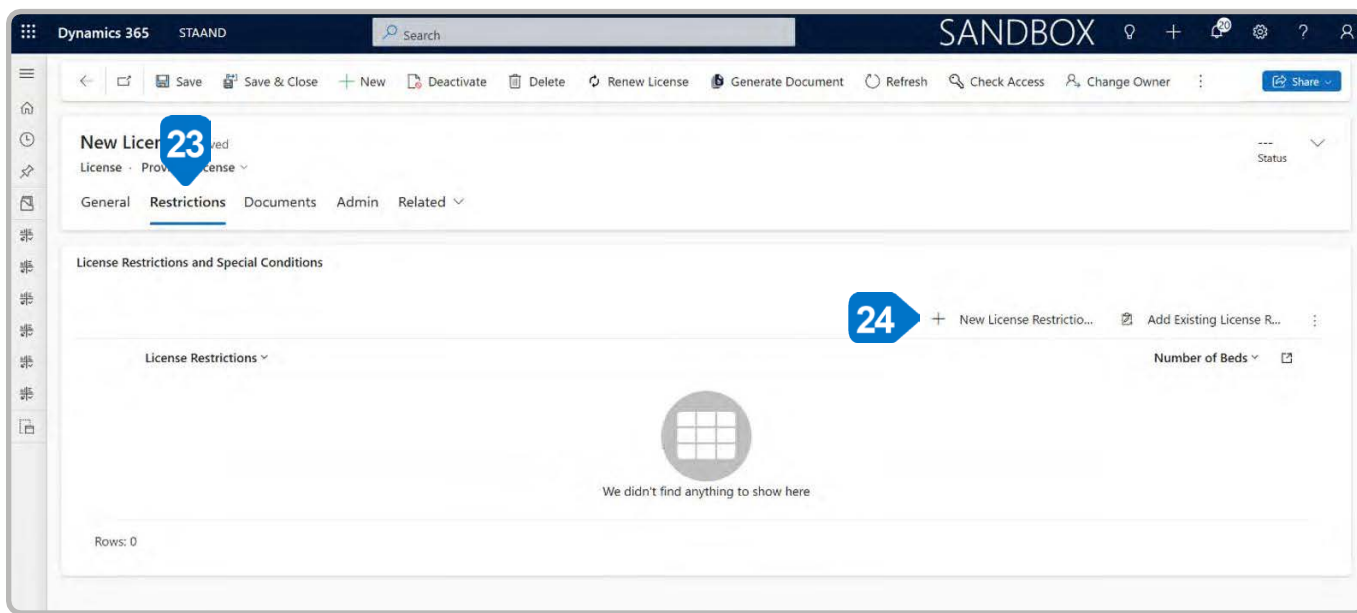 Dynamics 365 STAAND Search SANDBOX 20 ?
Save Save & Close New Deactivate Delete Renew License Generate Document Refresh Check Access Change Owner Share
New Licen 23 ved ---
License · Prov cense Status
General Restrictions Documents Admin Related
License Restrictions and Special Conditions
24 New License Restrictio... Add Existing License R...
License Restrictions Number of Beds
We didn't find anything to show here
Rows: 0